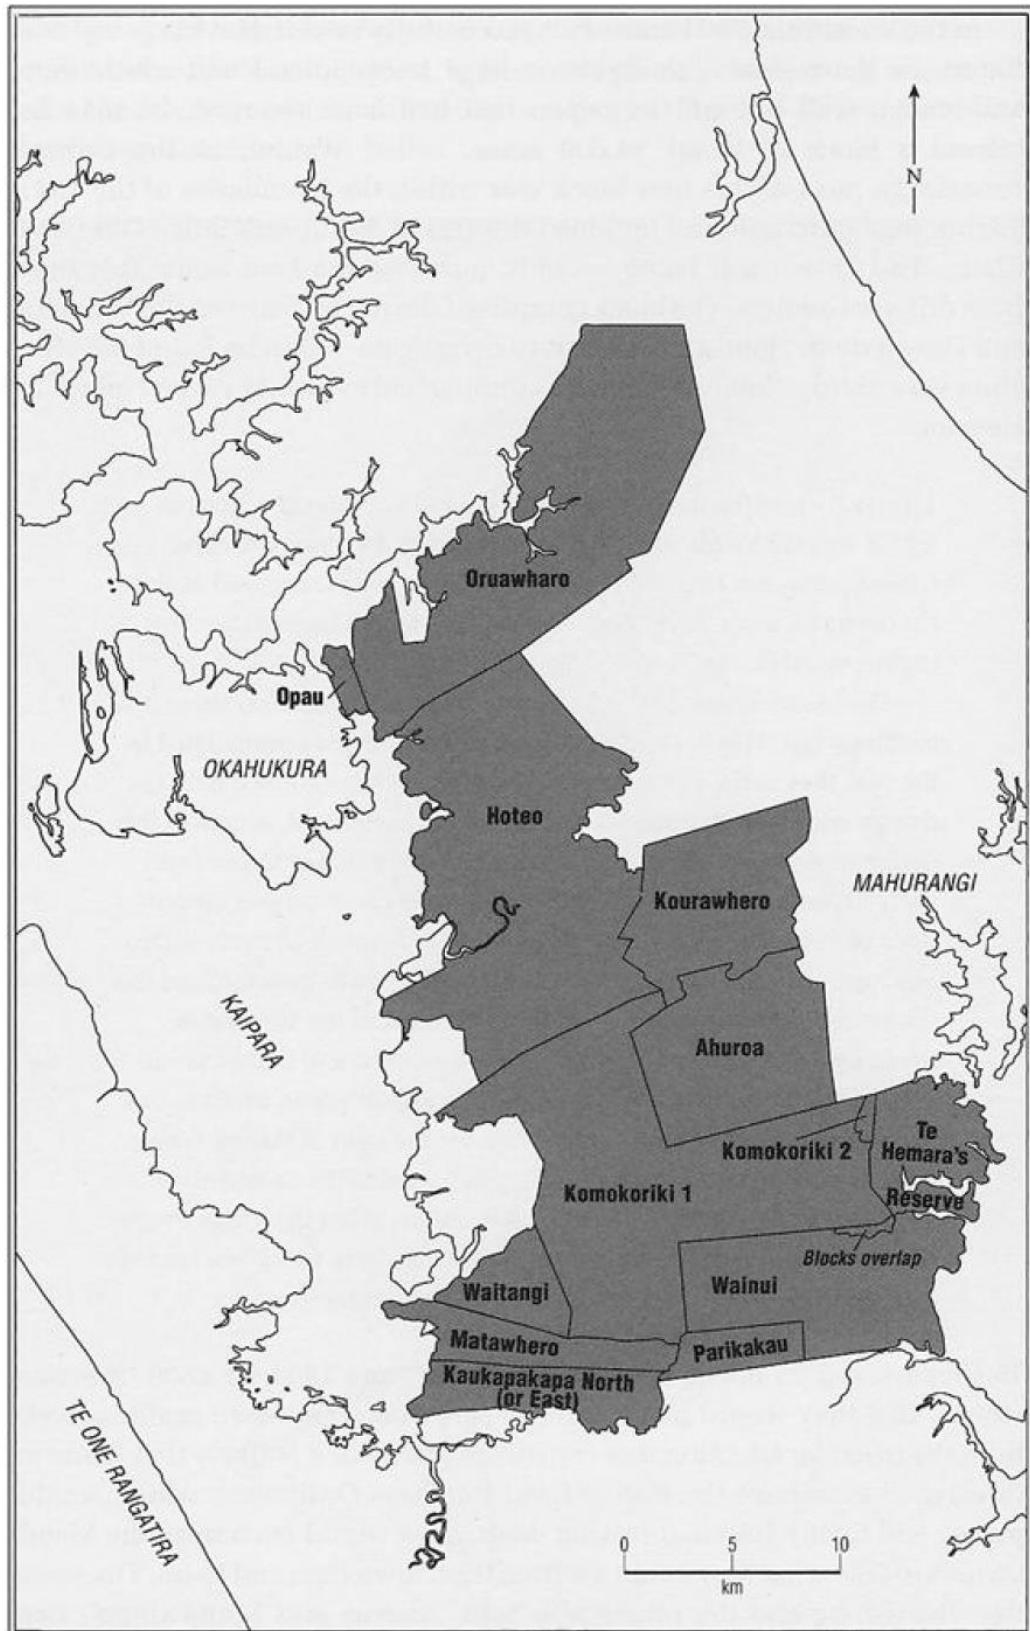 N
Oruawharo
Opau
OKAHUKURA
Hoteo
Kourawhero
MAHURANGI
KAIPARA
Ahuroa
Te
Hemara's
Komokoriki 2
Komokoriki 1
Reserve
Blocks overlap
Wainui
Waitangi
Matawhero
Parikakau
Kaukapakapa North
(or East)
TE ONE RANGATIRA
0 5 10
km